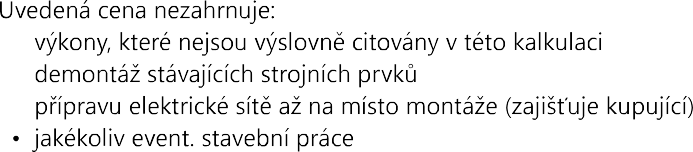 Uvedená cena nezahrnuje:
výkony, které nejsou výslovně citovány v této kalkulaci
demontáž stávajících strojních prvků
přípravu elektrické sítě až na místo montáže (zajišťuje kupující)
• jakékoliv event. stavební práce